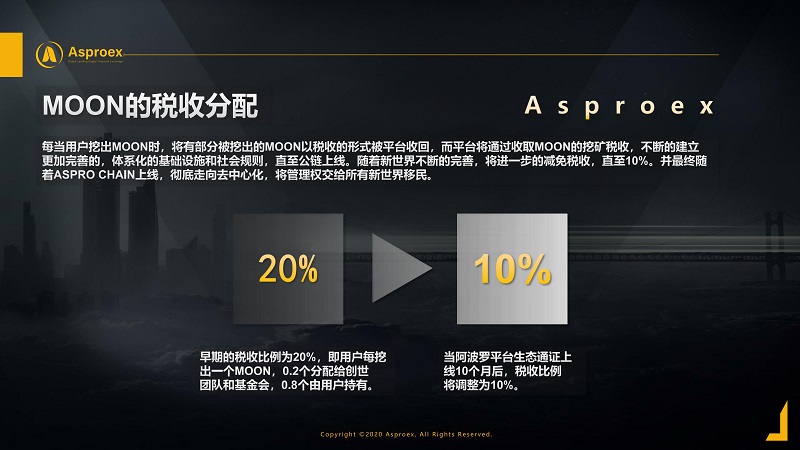 Asproex
MOON的税收分配
Asproex
每当用户挖出MOON时，将有部分被挖出的MOON以税收的形式被平台收回，而平台将通过收取MOON的挖矿税收，不断的建立
更加完善的，体系化的基础设施和社会规则，直至公链上线。随着新世界不断的完善，将进一步的减免税收，直至10%。并最终随
着ASPRO CHAIN上线，彻底走向去中心化，将管理权交给所有新世界移民。
20%
10%
早期的税收比例为20%，即用户每挖
出一个MOON，0.2个分配给创世
团队和基金会，0.8个由用户持有。
当阿波罗平台生态通证上
线10个月后，税收比例
将调整为10%。
Copyright ©2020 Asproex, All Rights Reserved.